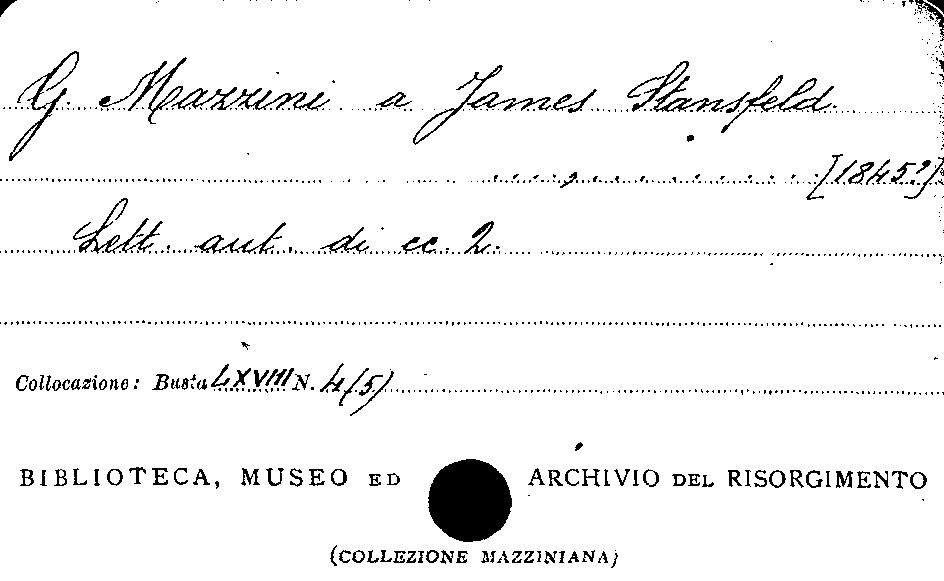 G. Mazzini a James Stansfeld.
....,..........[1845?]
Lett. aut. di cc. 2.
Collocazione: Busta LXVIII N. 4(5)
BIBLIOTECA, MUSEO ED ARCHIVIO DEL RISORGIMENTO
(COLLEZIONE MAZZINIANA)